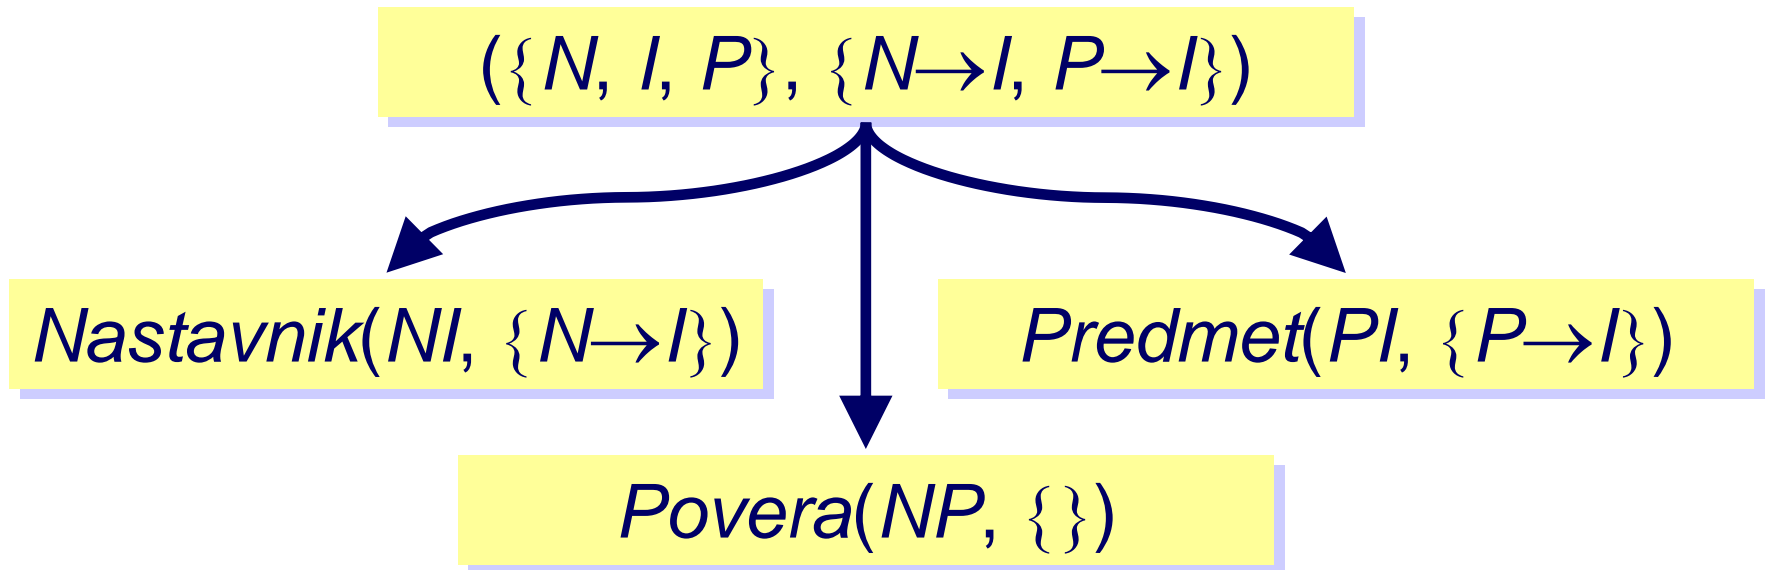 ({N, I, P}, {N→I, P→I})
Nastavnik(NI, {N→I})
Predmet(PI, {P→I})
Povera(NP, {})